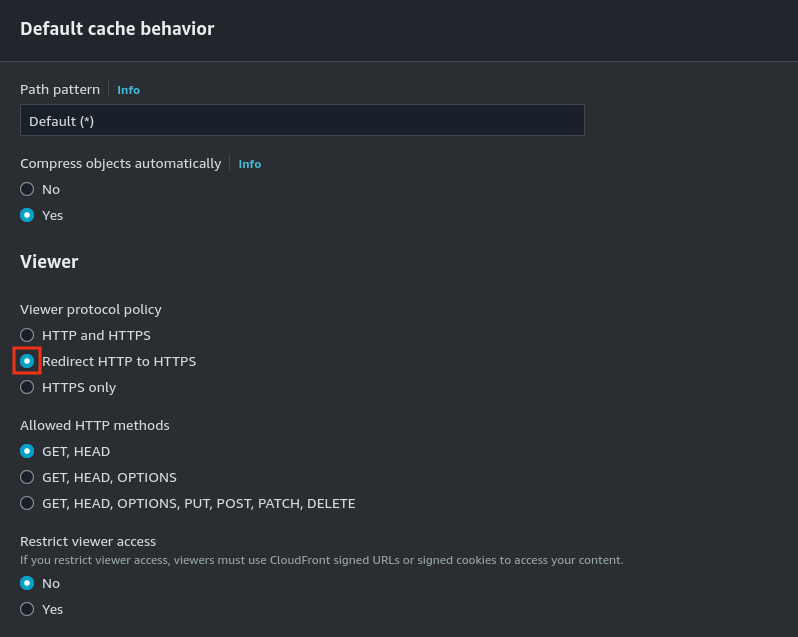 Default cache behavior
Path pattern Info
Default (*)
Compress objects automatically Info
No
Yes
Viewer
Viewer protocol policy
HTTP and HTTPS
Redirect HTTP to HTTPS
HTTPS only
Allowed HTTP methods
GET, HEAD
GET, HEAD, OPTIONS
GET, HEAD, OPTIONS, PUT, POST, PATCH, DELETE
Restrict viewer access
If you restrict viewer access, viewers must use CloudFront signed URLs or signed cookies to access your content.
No
Yes